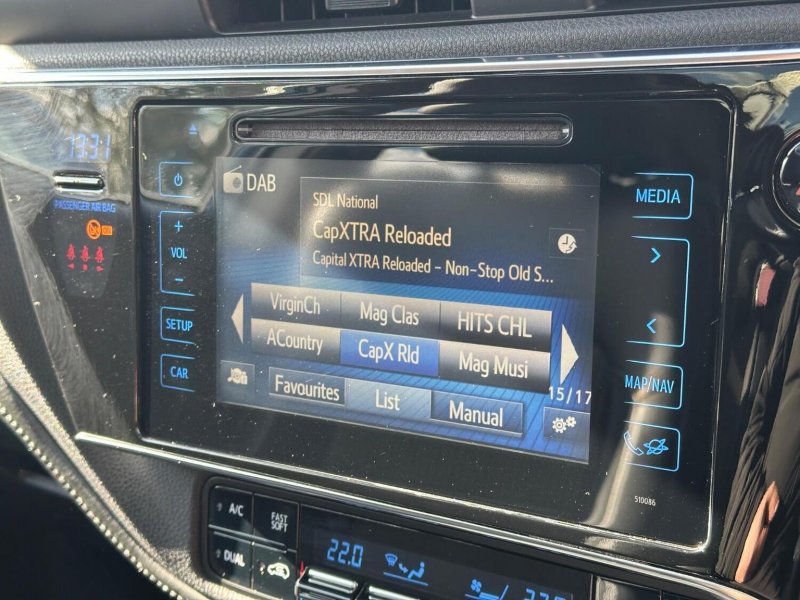 PASSENGER AIR BAG
OFF
+
VOL
−
SETUP
CAR
DAB
SDL National
CapXTRA Reloaded
Capital XTRA Reloaded – Non-Stop Old S...
VirginCh
Mag Clas
HITS CHL
ACountry
CapX Rld
Mag Musi
15/17
Favourites
List
Manual
MEDIA
>
<
MAP/NAV
510086
A/C
FAST
SOFT
DUAL
22.0